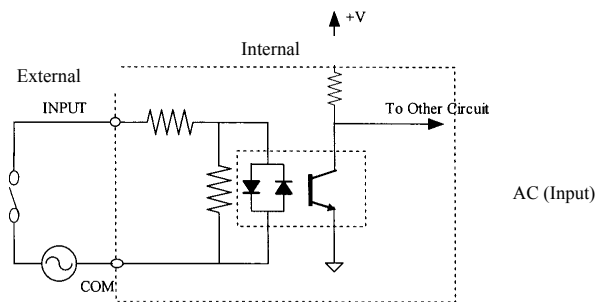 +V
Internal
External
INPUT
To Other Circuit
AC (Input)
COM